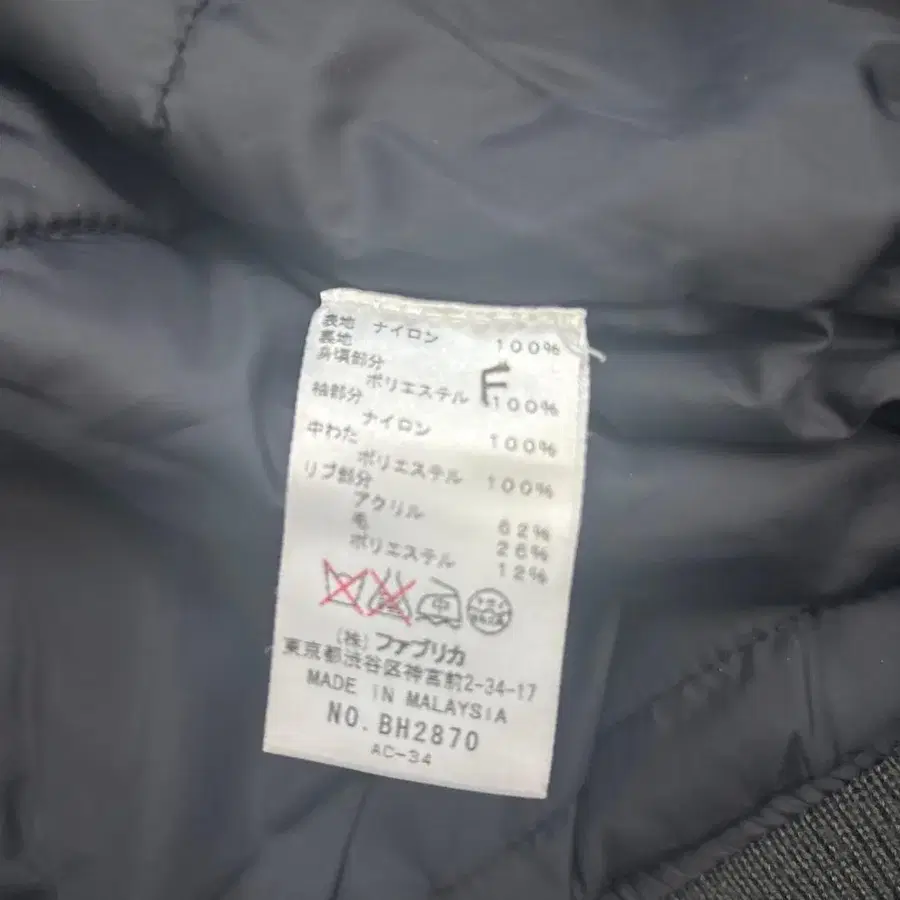 表地 ナイロン 100%
裏地
身頃部分
ポリエステル 100%
F
袖部分
ナイロン 100%
中わた
ポリエステル 100%
リブ部分
アクリル 62%
毛 26%
ポリエステル 12%
中
(株)ファブリカ
東京都渋谷区神宮前2-34-17
MADE IN MALAYSIA
NO.BH2870
AC-34